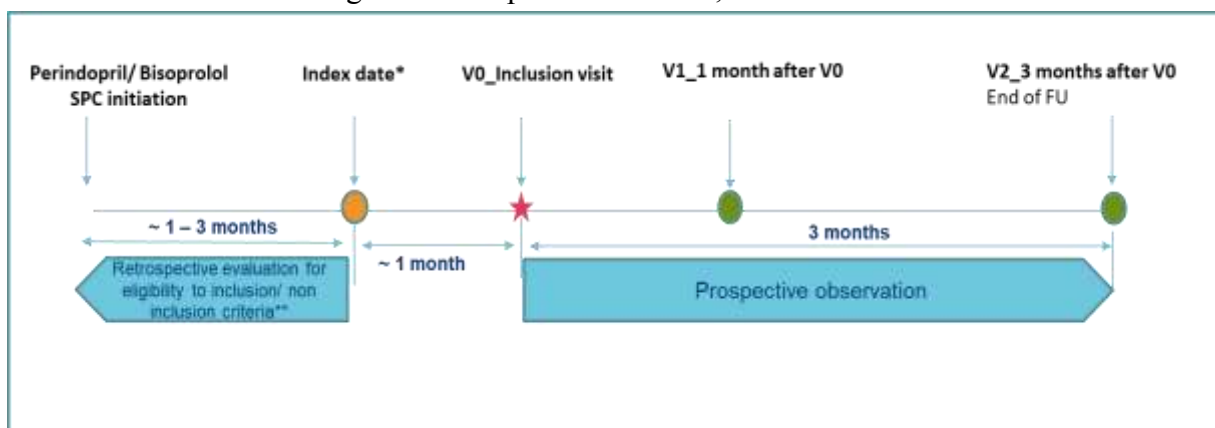 Perindopril/ Bisoprolol
SPC initiation
Index date*
V0_Inclusion visit
V1_1 month after V0
V2_3 months after V0
End of FU
~ 1 – 3 months
~ 1 month
3 months
Retrospective evaluation for
eligibility to inclusion/ non
inclusion criteria**
Prospective observation